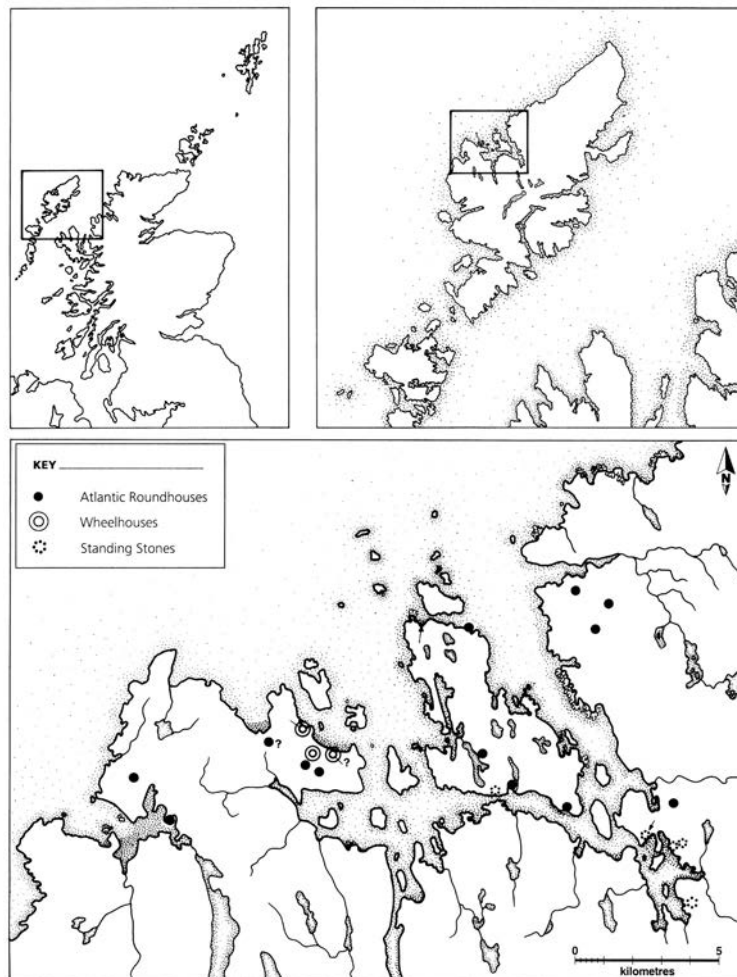 KEY
Atlantic Roundhouses
Wheelhouses
Standing Stones
N
?
?
0 5
kilometres